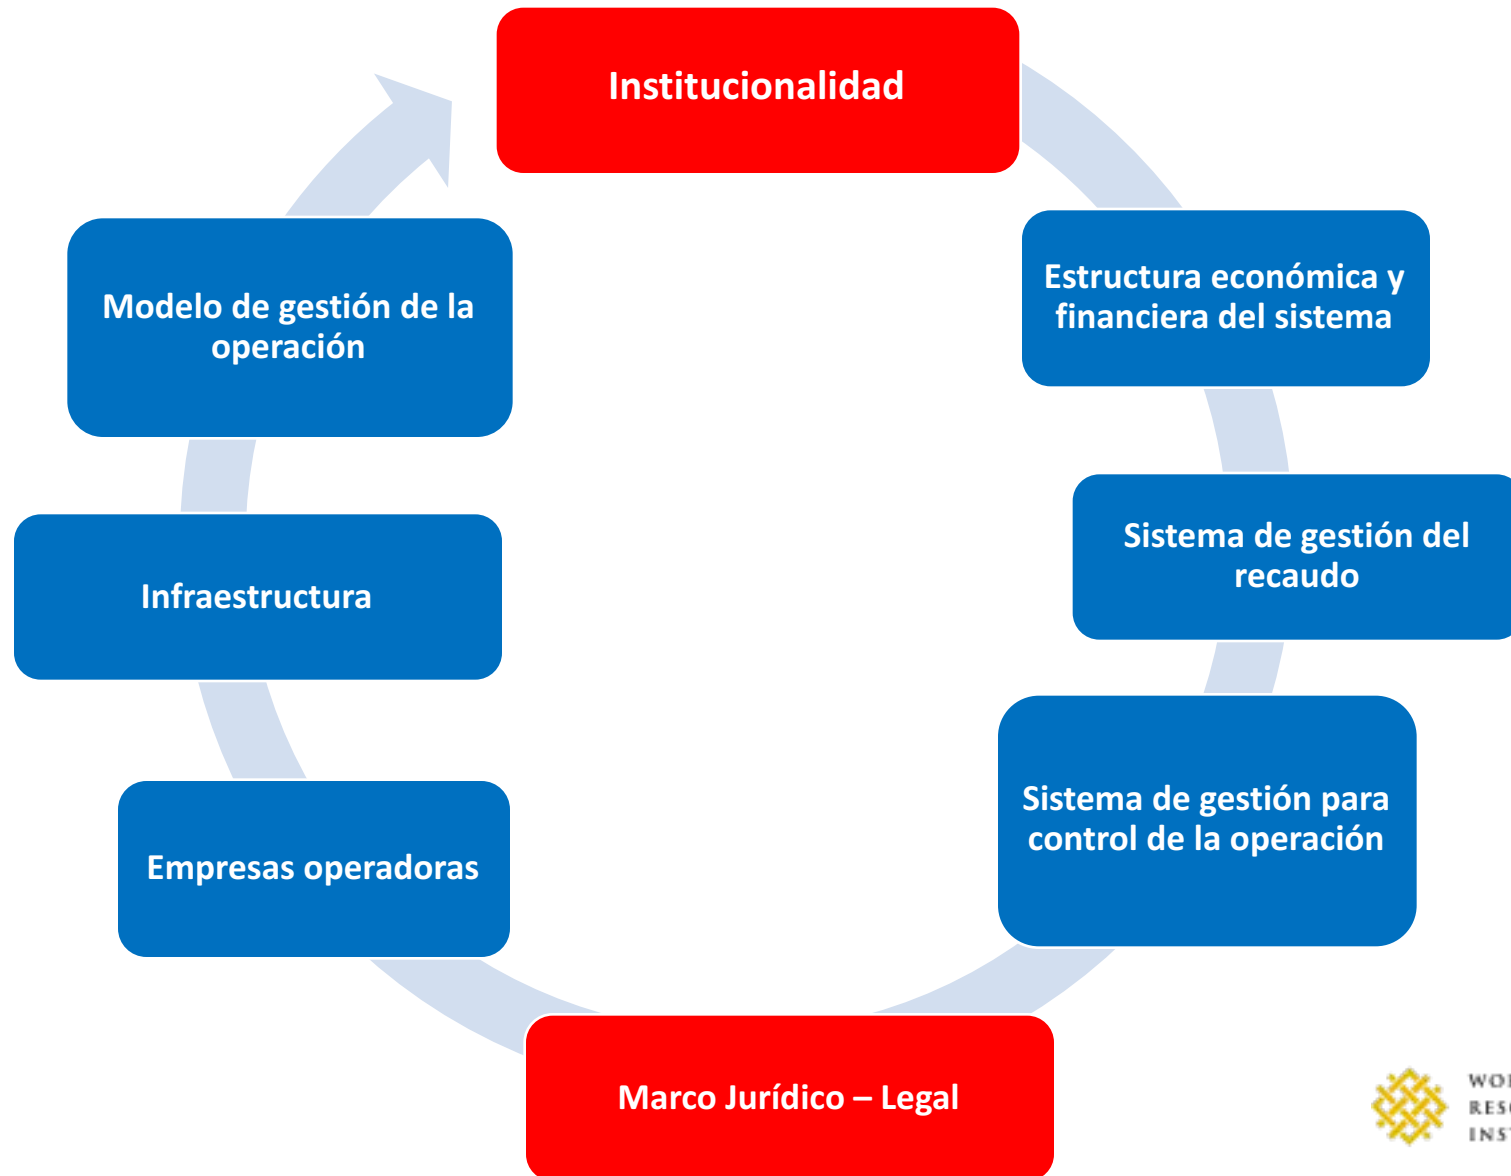 Institucionalidad
Estructura económica y
financiera del sistema
Sistema de gestión del
recaudo
Sistema de gestión para
control de la operación
Marco Jurídico – Legal
Empresas operadoras
Infraestructura
Modelo de gestión de la
operación